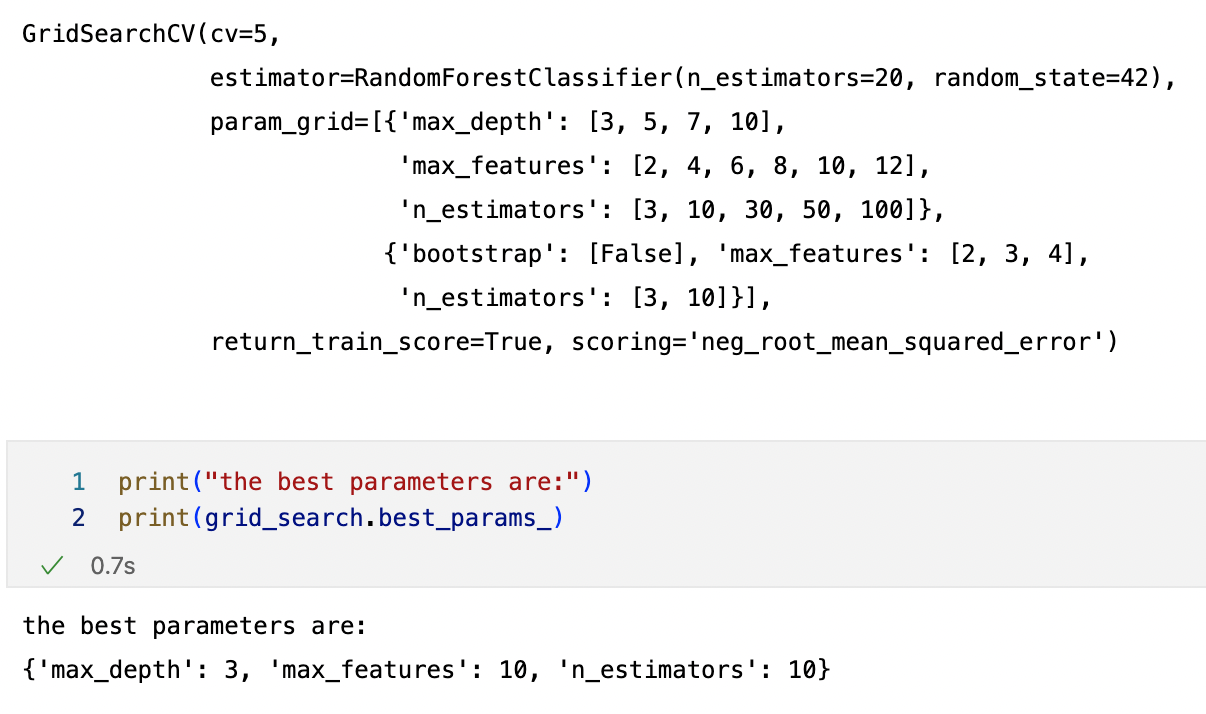 GridSearchCV(cv=5,
             estimator=RandomForestClassifier(n_estimators=20, random_state=42),
             param_grid=[{'max_depth': [3, 5, 7, 10],
                          'max_features': [2, 4, 6, 8, 10, 12],
                          'n_estimators': [3, 10, 30, 50, 100]},
                         {'bootstrap': [False], 'max_features': [2, 3, 4],
                          'n_estimators': [3, 10]}],
             return_train_score=True, scoring='neg_root_mean_squared_error')
1 print("the best parameters are:")
2 print(grid_search.best_params_)
✓ 0.7s
the best parameters are:
{'max_depth': 3, 'max_features': 10, 'n_estimators': 10}